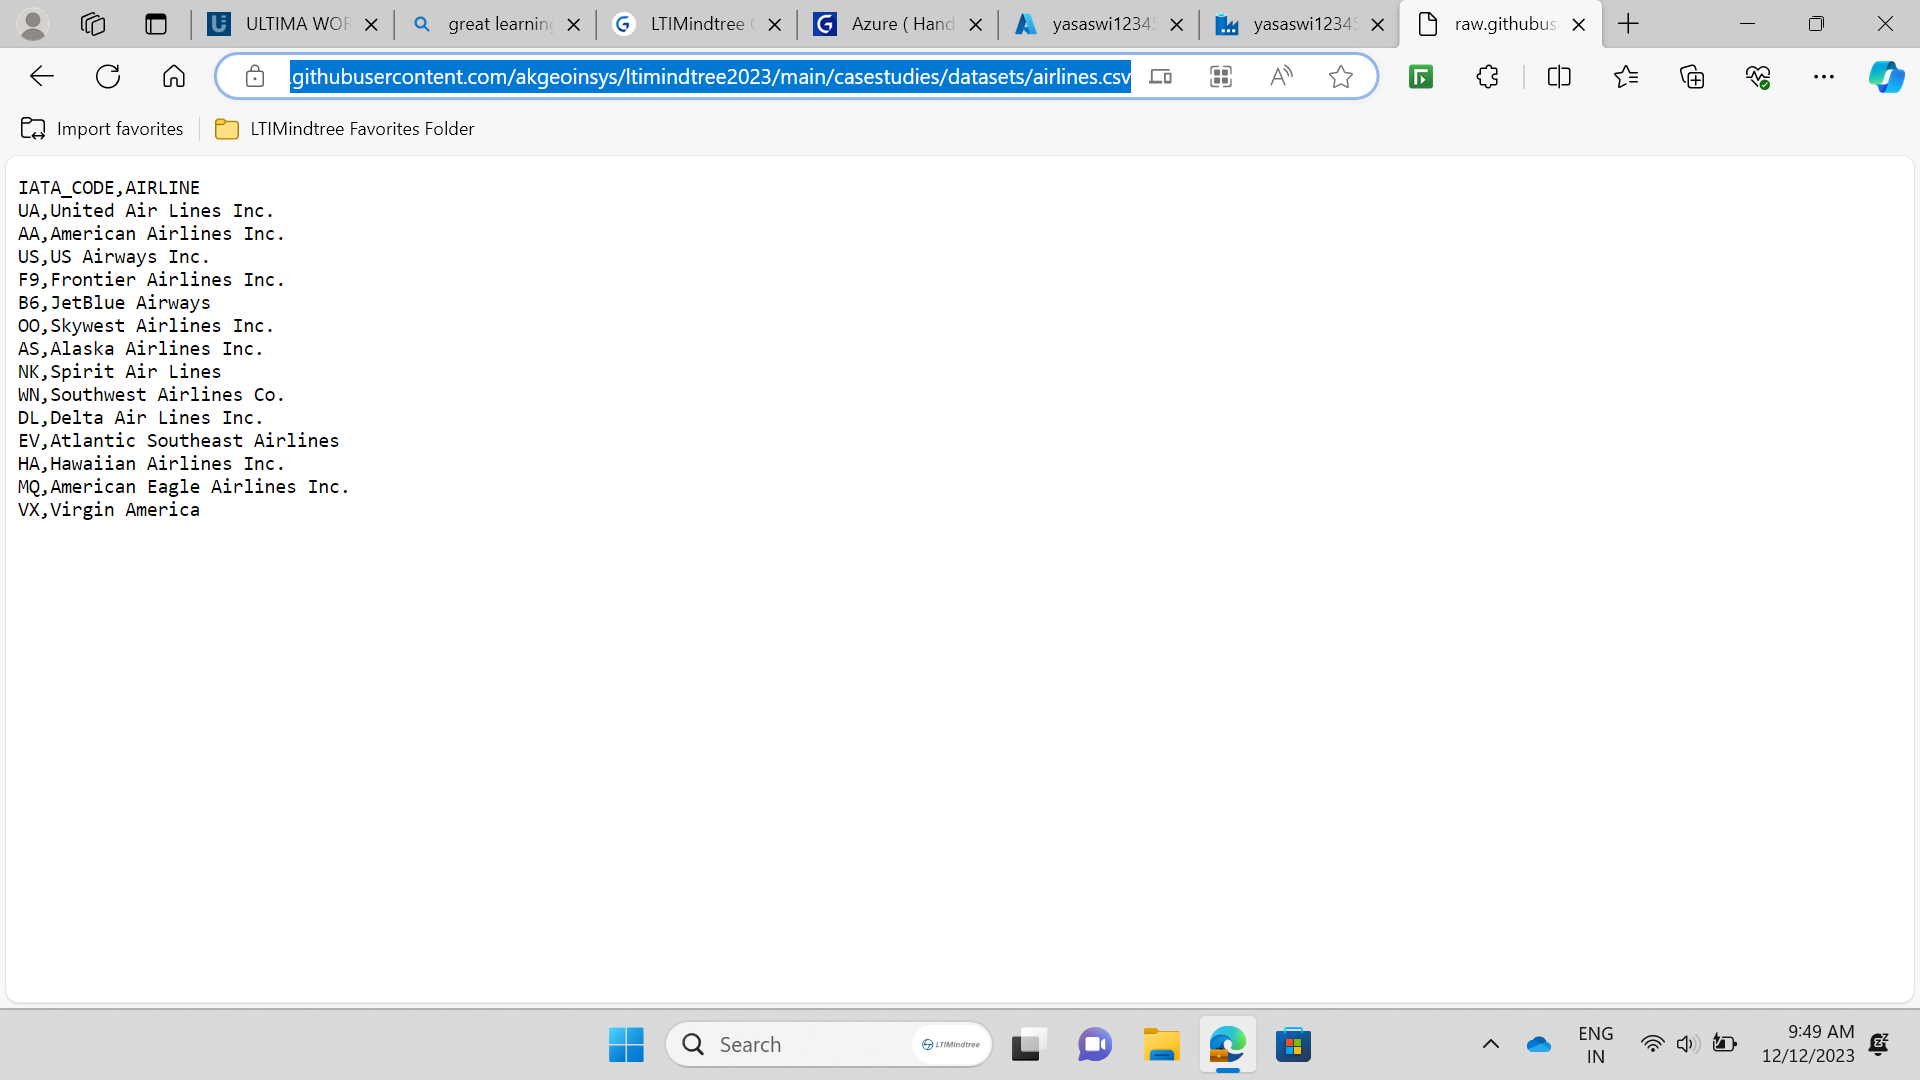 ULTIMA WOR
great learning
LTIMindtree
Azure ( Hand
yasaswi12345
yasaswi12345
raw.githubus
.githubusercontent.com/akgeoinsys/ltimindtree2023/main/casestudies/datasets/airlines.csv
Import favorites
LTIMindtree Favorites Folder
IATA_CODE,AIRLINE
UA,United Air Lines Inc.
AA,American Airlines Inc.
US,US Airways Inc.
F9,Frontier Airlines Inc.
B6,JetBlue Airways
OO,Skywest Airlines Inc.
AS,Alaska Airlines Inc.
NK,Spirit Air Lines
WN,Southwest Airlines Co.
DL,Delta Air Lines Inc.
EV,Atlantic Southeast Airlines
HA,Hawaiian Airlines Inc.
MQ,American Eagle Airlines Inc.
VX,Virgin America
Search
LTIMindtree
ENG
IN
9:49 AM
12/12/2023